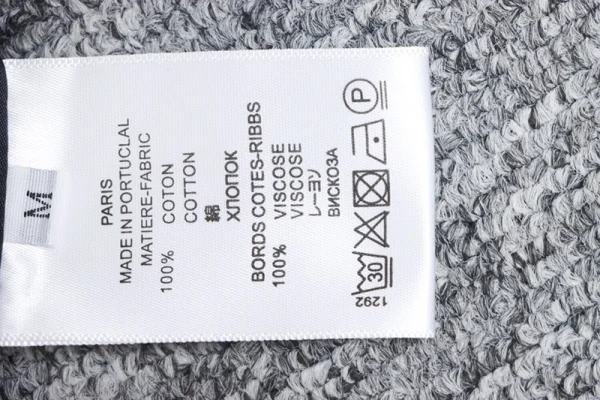 M
PARIS
MADE IN PORTUCLAL
MATIERE-FABRIC
100% COTON
COTTON
綿
ХЛОПОК
BORDS COTES-RIBBS
100% VISCOSE
VISCOSE
レーヨン
ВИСКОЗА
30 P
1292